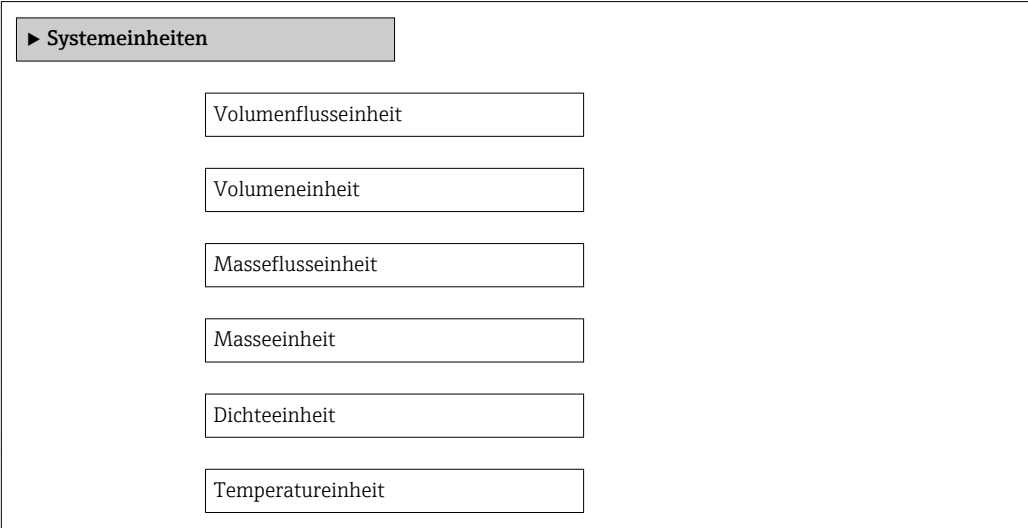 ► Systemeinheiten
Volumenflusseinheit
Volumeneinheit
Masseflusseinheit
Masseeinheit
Dichteeinheit
Temperatureinheit